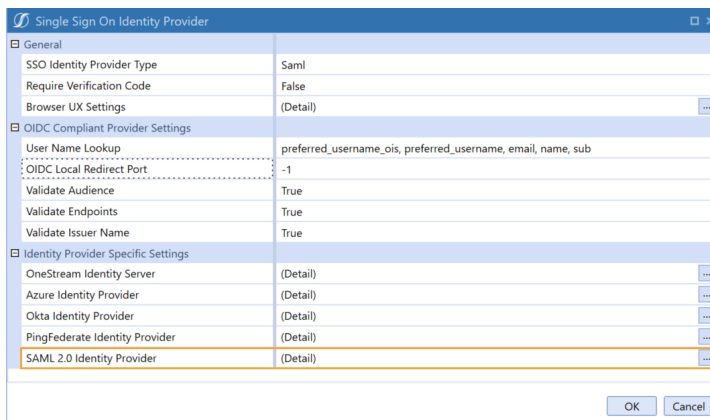 Single Sign On Identity Provider
General
SSO Identity Provider Type Saml
Require Verification Code False
Browser UX Settings (Detail) ...
OIDC Compliant Provider Settings
User Name Lookup preferred_username_ois, preferred_username, email, name, sub
OIDC Local Redirect Port -1
Validate Audience True
Validate Endpoints True
Validate Issuer Name True
Identity Provider Specific Settings
OneStream Identity Server (Detail) ...
Azure Identity Provider (Detail) ...
Okta Identity Provider (Detail) ...
PingFederate Identity Provider (Detail) ...
SAML 2.0 Identity Provider (Detail) ...
OK Cancel